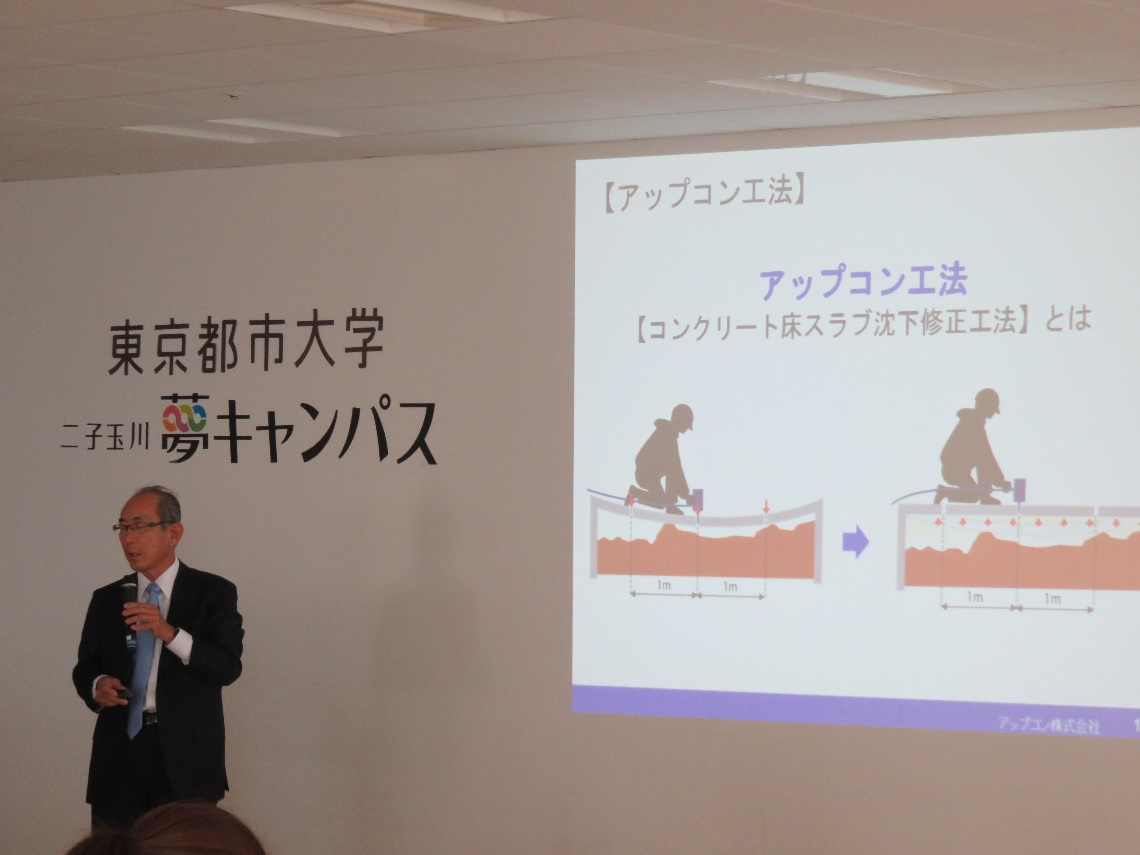 東京都市大学
二子玉川 夢キャンパス
【アップコン工法】
アップコン工法
【コンクリート床スラブ沈下修正工法】とは
1m 1m
1m 1m
アップコン株式会社